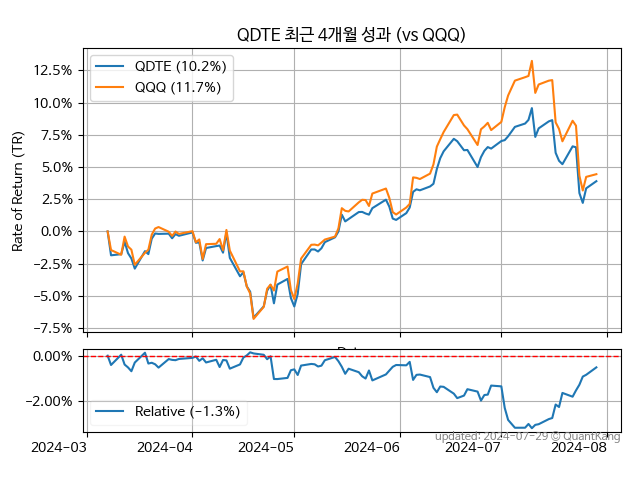 QDTE 최근 4개월 성과 (vs QQQ)
Rate of Return (TR)
12.5%
10.0%
7.5%
5.0%
2.5%
0.0%
−2.5%
−5.0%
−7.5%
QDTE (10.2%)
QQQ (11.7%)
0.00%
−2.00%
Relative (−1.3%)
updated: 2024-07-29 © QuantKang
2024−03
2024−04
2024−05
2024−06
2024−07
2024−08